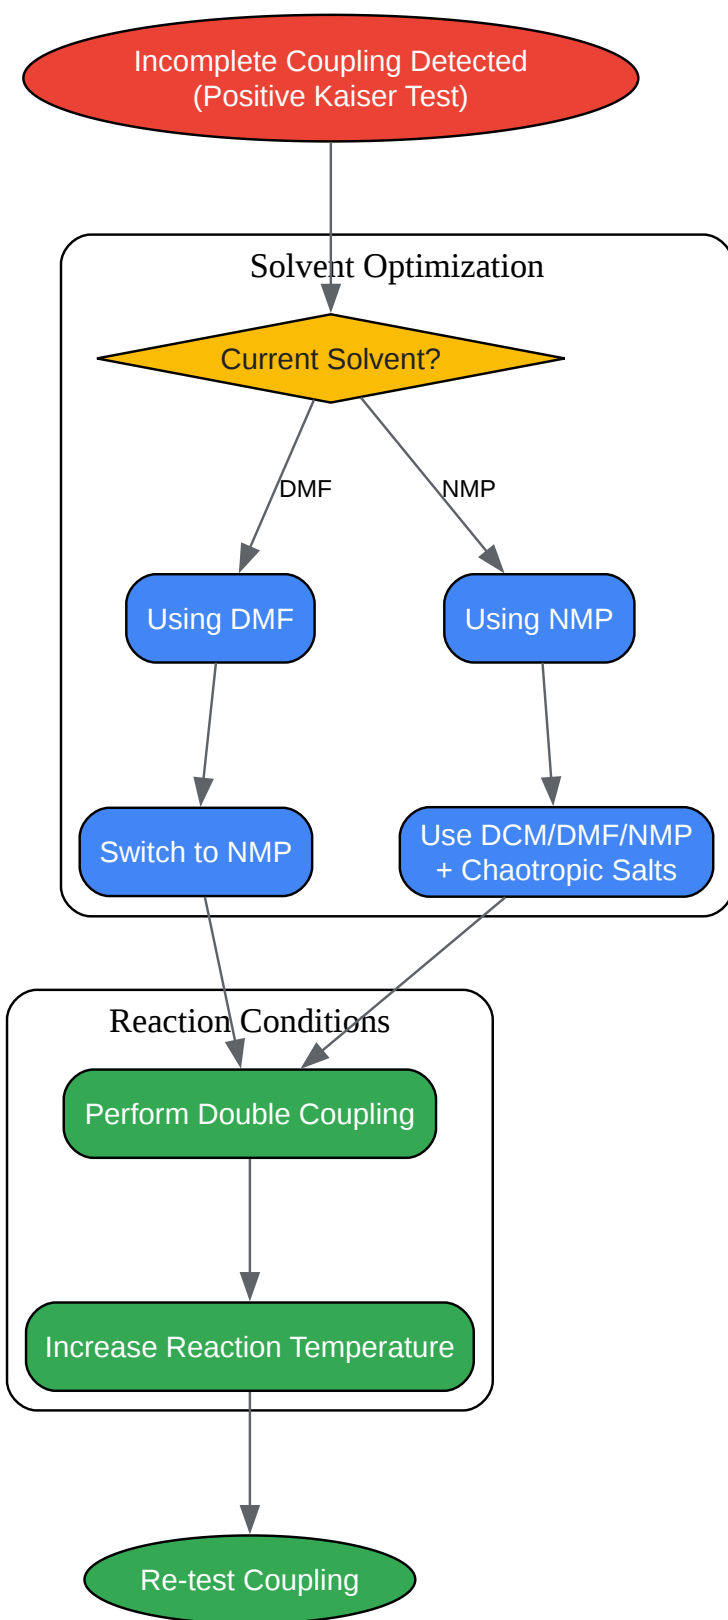 Incomplete Coupling Detected
(Positive Kaiser Test)
Solvent Optimization
Current Solvent?
DMF
NMP
Using DMF
Using NMP
Switch to NMP
Use DCM/DMF/NMP
+ Chaotropic Salts
Reaction Conditions
Perform Double Coupling
Increase Reaction Temperature
Re-test Coupling